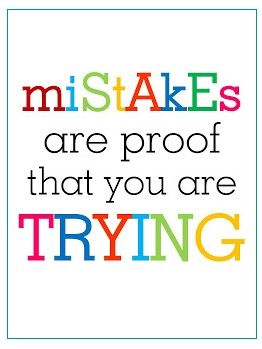 miStAkEs
are proof
that you are
TRYING